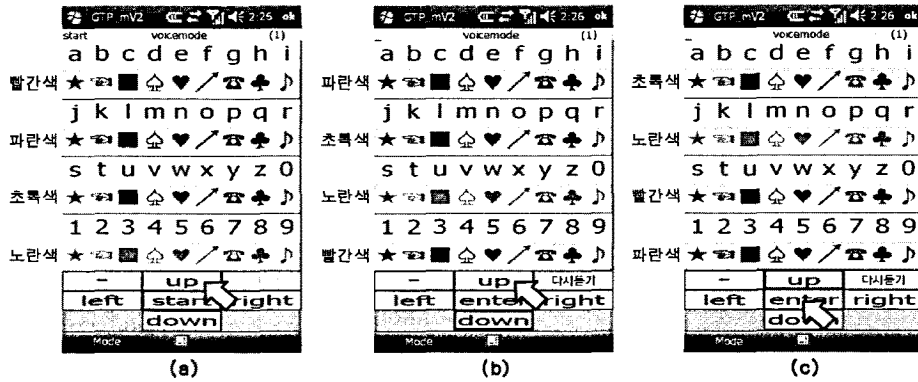 GTP_mV2 2:25 ok
start voicemode (1)
a b c d e f g h i
빨간색
j k l m n o p q r
파란색
s t u v w x y z 0
초록색
1 2 3 4 5 6 7 8 9
노란색
- up
left start right
down
Mode
(a)
GTP_mV2 2:26 ok
_ voicemode (1)
a b c d e f g h i
파란색
j k l m n o p q r
초록색
s t u v w x y z 0
노란색
1 2 3 4 5 6 7 8 9
빨간색
- up 다시듣기
left enter right
down
Mode
(b)
GTP_mV2 2:26 ok
_ voicemode (1)
a b c d e f g h i
초록색
j k l m n o p q r
노란색
s t u v w x y z 0
빨간색
1 2 3 4 5 6 7 8 9
파란색
- up 다시듣기
left enter right
down
Mode
(c)